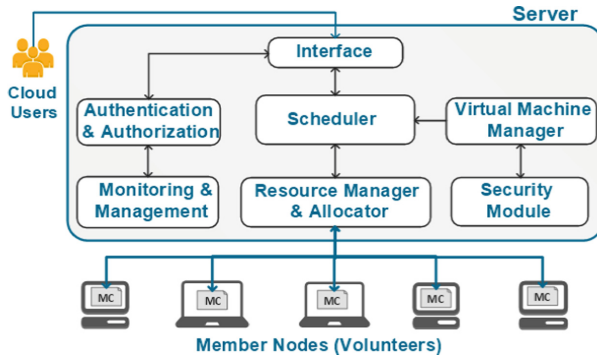 Server
Interface
Cloud
Users
Authentication
& Authorization
Scheduler
Virtual Machine
Manager
Monitoring &
Management
Resource Manager
& Allocator
Security
Module
MC
MC
MC
MC
MC
Member Nodes (Volunteers)